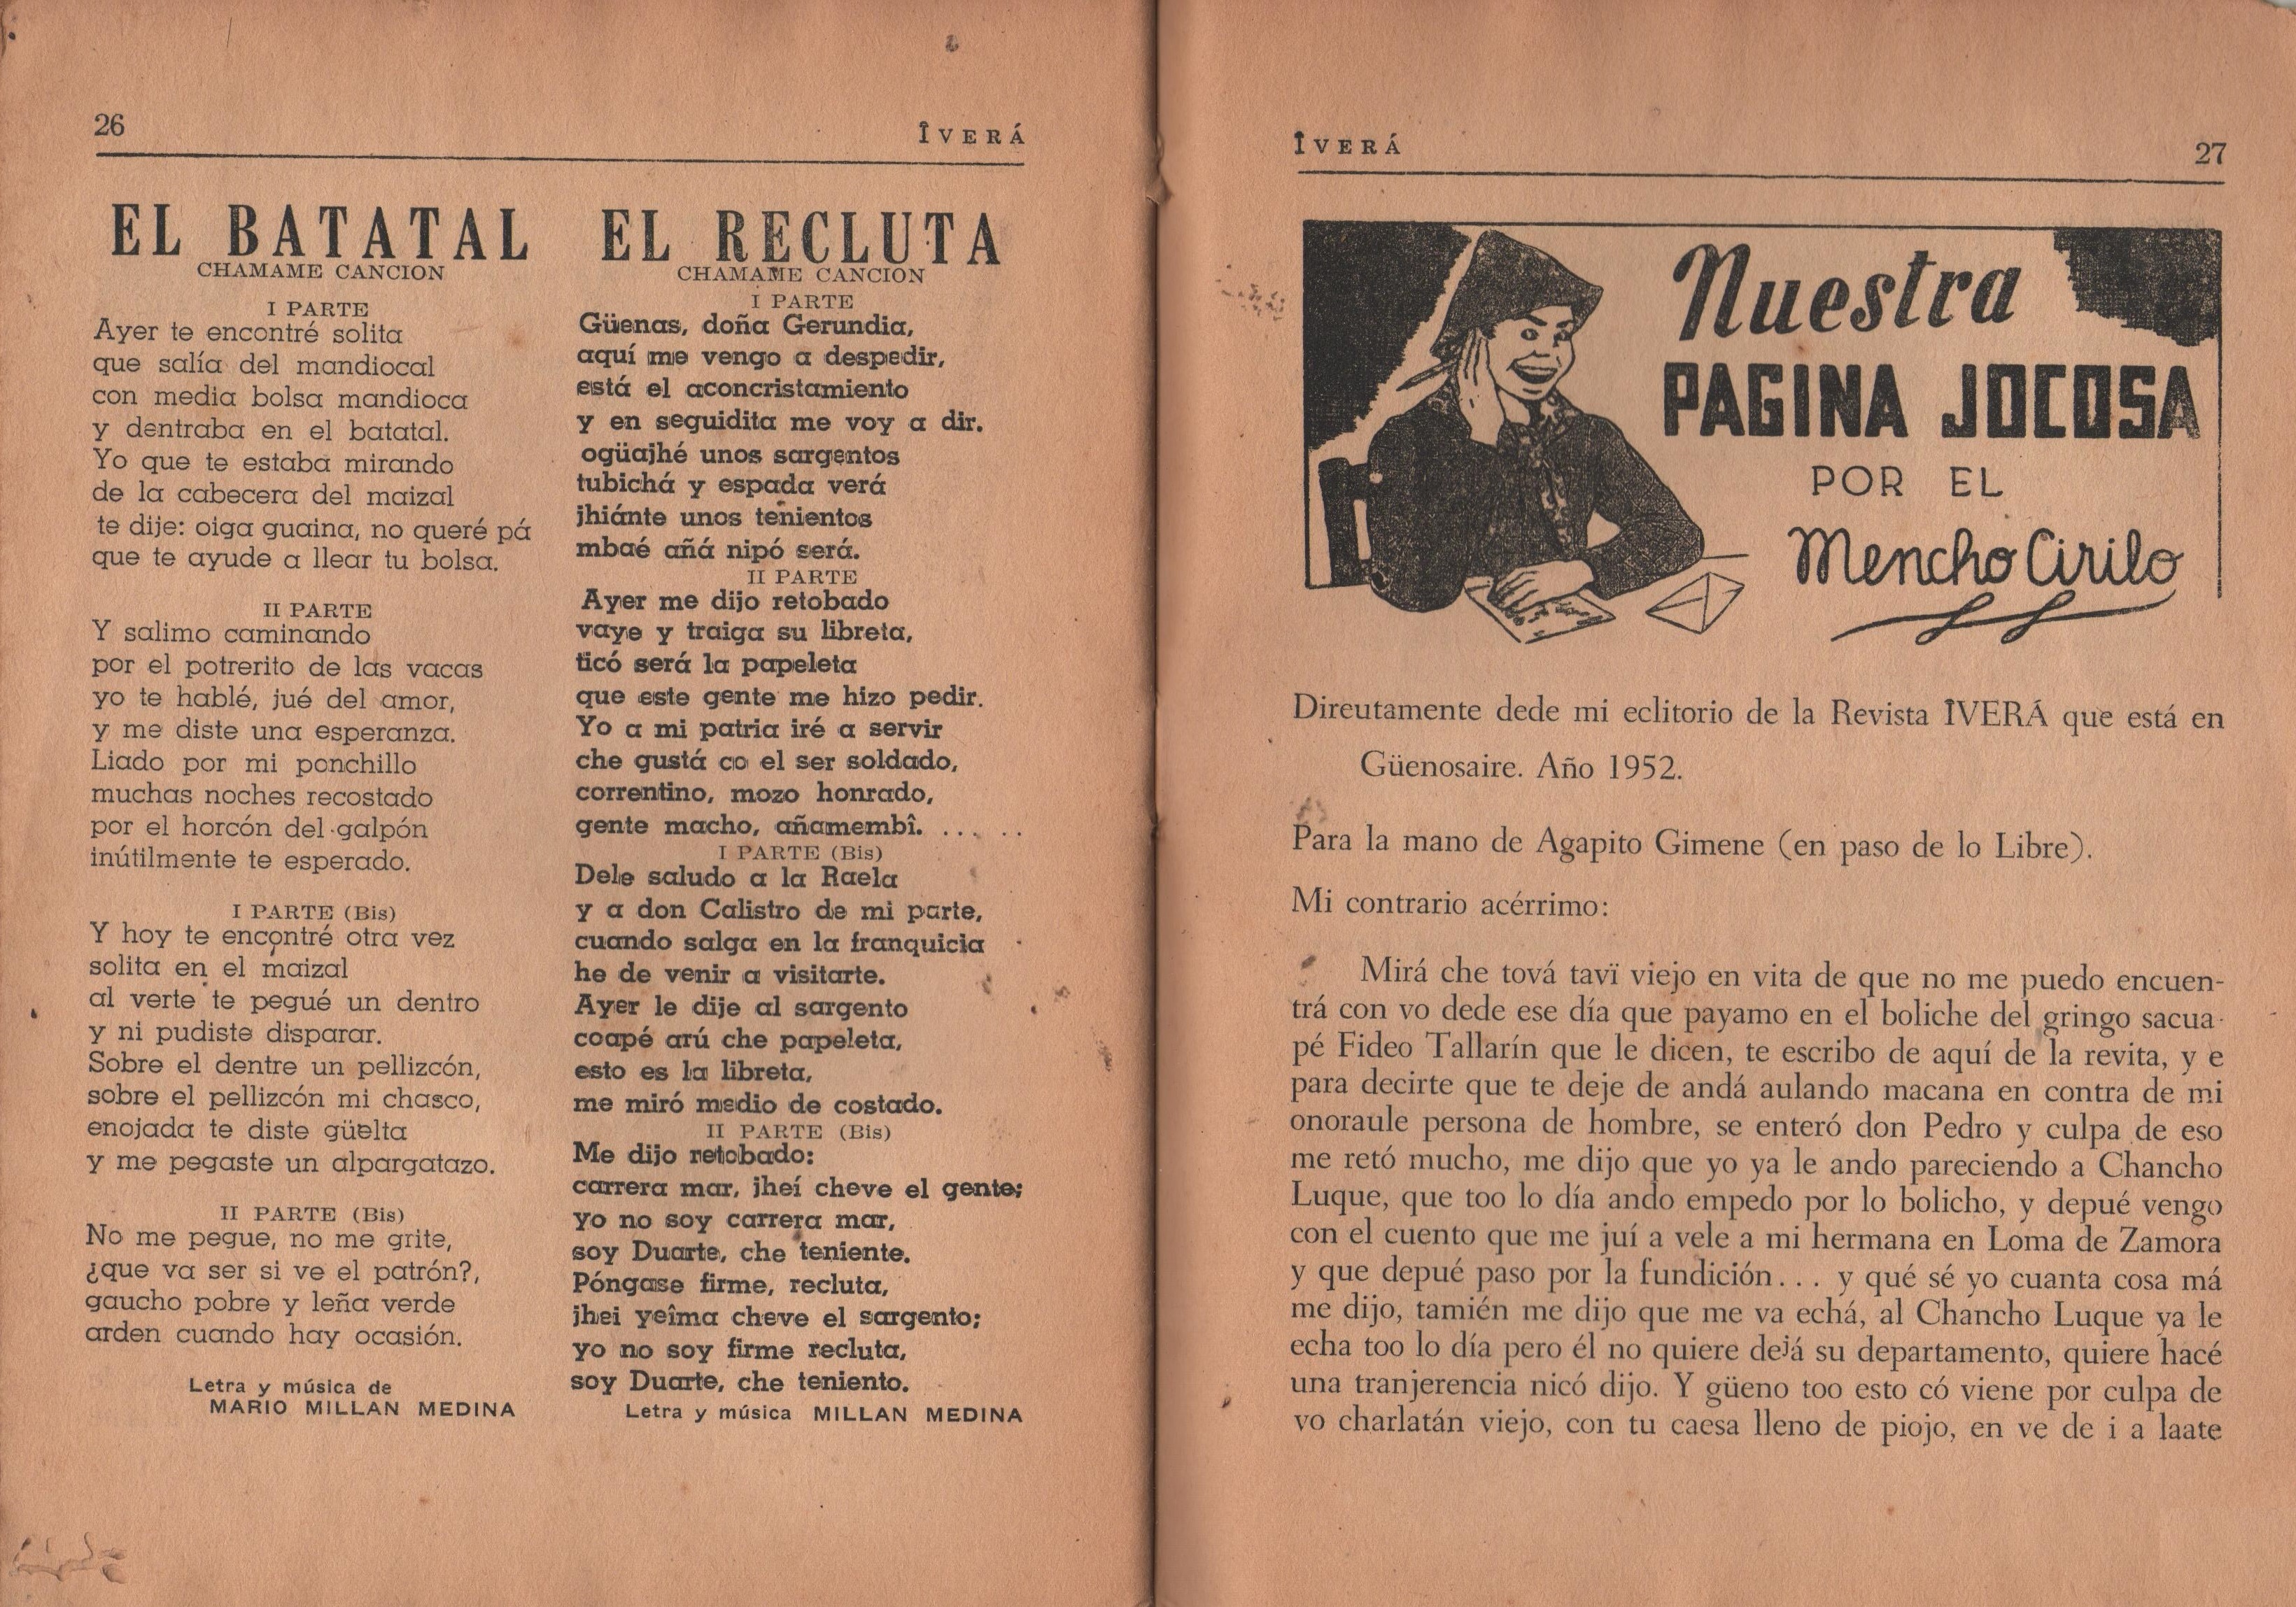 26
ÎVERÁ
EL BATATAL
CHAMAME CANCION
I PARTE
Ayer te encontré solita
que salía del mandiocal
con media bolsa mandioca
y dentraba en el batatal.
Yo que te estaba mirando
de la cabecera del maizal
te dije: oiga guaina, no queré pá
que te ayude a llear tu bolsa.
II PARTE
Y salimo caminando
por el potrerito de las vacas
yo te hablé, jué del amor,
y me diste una esperanza.
Liado por mi ponchillo
muchas noches recostado
por el horcón del galpón
inútilmente te esperado.
I PARTE (Bis)
Y hoy te encontré otra vez
solita en el maizal
al verte te pegué un dentro
y ni pudiste disparar.
Sobre el dentre un pellizcón,
sobre el pellizcón mi chasco,
enojada te diste güelta
y me pegaste un alpargatazo.
II PARTE (Bis)
No me pegue, no me grite,
¿que va ser si ve el patrón?,
gaucho pobre y leña verde
arden cuando hay ocasión.
Letra y música de
MARIO MILLAN MEDINA
EL RECLUTA
CHAMAME CANCION
I PARTE
Güenas, doña Gerundia,
aquí me vengo a despedir,
está el aconcristamiento
y en seguidita me voy a dir.
ogüajhé unos sargentos
tubichá y espada verá
jhiánte unos tenientos
mbaé añá nipó será.
II PARTE
Ayer me dijo retobado
vaye y traiga su libreta,
ticó será la papeleta
que este gente me hizo pedir.
Yo a mi patria iré a servir
che gustá co el ser soldado,
correntino, mozo honrado,
gente macho, añamembî. . . . . .
I PARTE (Bis)
Dele saludo a la Raela
y a don Calistro de mi parte,
cuando salga en la franquicia
he de venir a visitarte.
Ayer le dije al sargento
coapé arú che papeleta,
esto es la libreta,
me miró medio de costado.
II PARTE (Bis)
Me dijo retobado:
carrera mar, jheí cheve el gente;
yo no soy carrera mar,
soy Duarte, che teniente.
Póngase firme, recluta,
jhei yeîma cheve el sargento;
yo no soy firme recluta,
soy Duarte, che teniento.
Letra y música MILLAN MEDINA
ÎVERÁ
27
Nuestra
PAGINA JOCOSA
POR EL
Mencho Cirilo
Direutamente dede mi eclitorio de la Revista ÎVERÁ que está en
Güenosaire. Año 1952.
Para la mano de Agapito Gimene (en paso de lo Libre).
Mi contrario acérrimo:
Mirá che tová tavï viejo en vita de que no me puedo encuen-
trá con vo dede ese día que payamo en el boliche del gringo sacua-
pé Fideo Tallarín que le dicen, te escribo de aquí de la revita, y e
para decirte que te deje de andá aulando macana en contra de mi
onoraule persona de hombre, se enteró don Pedro y culpa de eso
me retó mucho, me dijo que yo ya le ando pareciendo a Chancho
Luque, que too lo día ando empedo por lo bolicho, y depué vengo
con el cuento que me juí a vele a mi hermana en Loma de Zamora
y que depué paso por la fundición... y qué sé yo cuanta cosa má
me dijo, tamién me dijo que me va echá, al Chancho Luque ya le
echa too lo día pero él no quiere dejá su departamento, quiere hacé
una tranjerencia nicó dijo. Y güeno too esto có viene por culpa de
vo charlatán viejo, con tu caesa lleno de piojo, en ve de i a laate